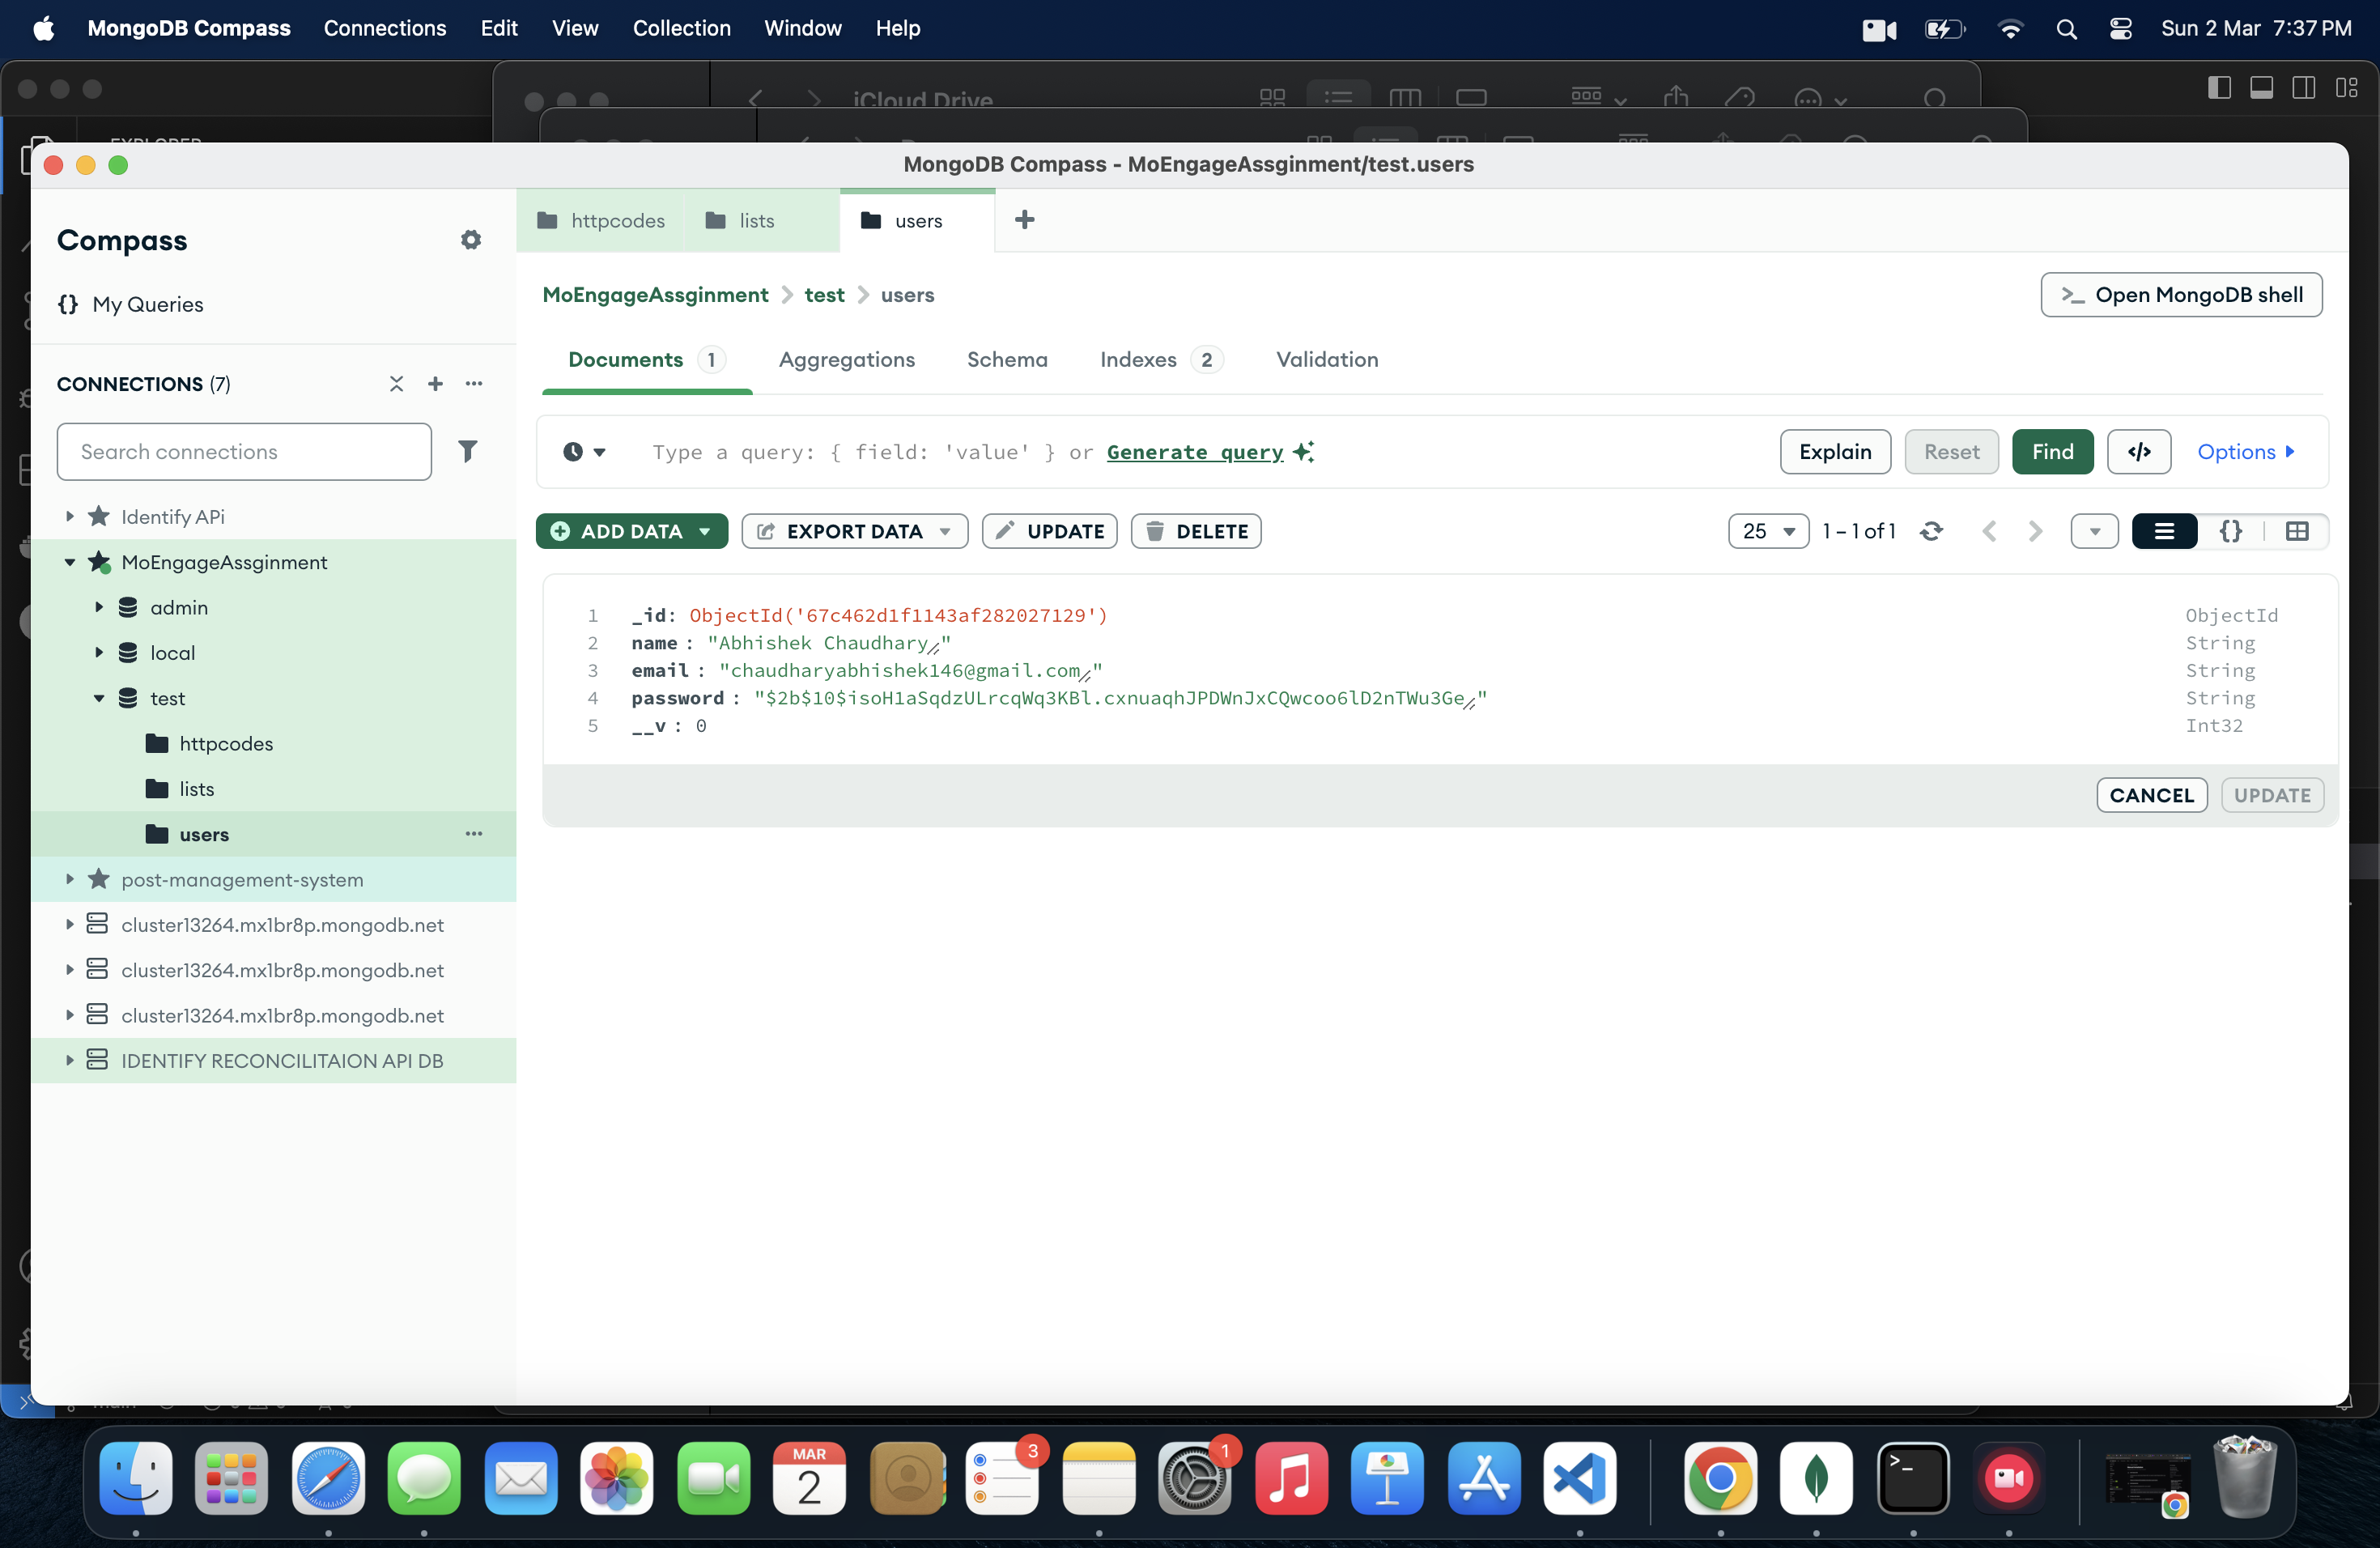 MongoDB Compass Connections Edit View Collection Window Help Sun 2 Mar 7:37 PM
iCloud Drive
EXPLORER
MongoDB Compass - MoEngageAssginment/test.users
Compass
httpcodes lists users
My Queries
MoEngageAssginment test users
>_ Open MongoDB shell
Documents 1 Aggregations Schema Indexes 2 Validation
CONNECTIONS (7)
Search connections
Type a query: { field: 'value' } or Generate query
Explain Reset Find </> Options
ADD DATA EXPORT DATA UPDATE DELETE
25 1 – 1 of 1 {}
Identify APi
MoEngageAssginment
admin
local
test
httpcodes
lists
users
post-management-system
cluster13264.mx1br8p.mongodb.net
cluster13264.mx1br8p.mongodb.net
cluster13264.mx1br8p.mongodb.net
IDENTIFY RECONCILITAION API DB
1 _id: ObjectId('67c462d1f1143af282027129') ObjectId
2 name : "Abhishek Chaudhary" String
3 email : "chaudharyabhishek146@gmail.com" String
4 password : "$2b$10$isoH1aSqdzULrcqWq3KBl.cxnuaqhJPDWnJxCQwcoo6lD2nTWu3Ge" String
5 __v : 0 Int32
CANCEL UPDATE
MAR
2
3
1